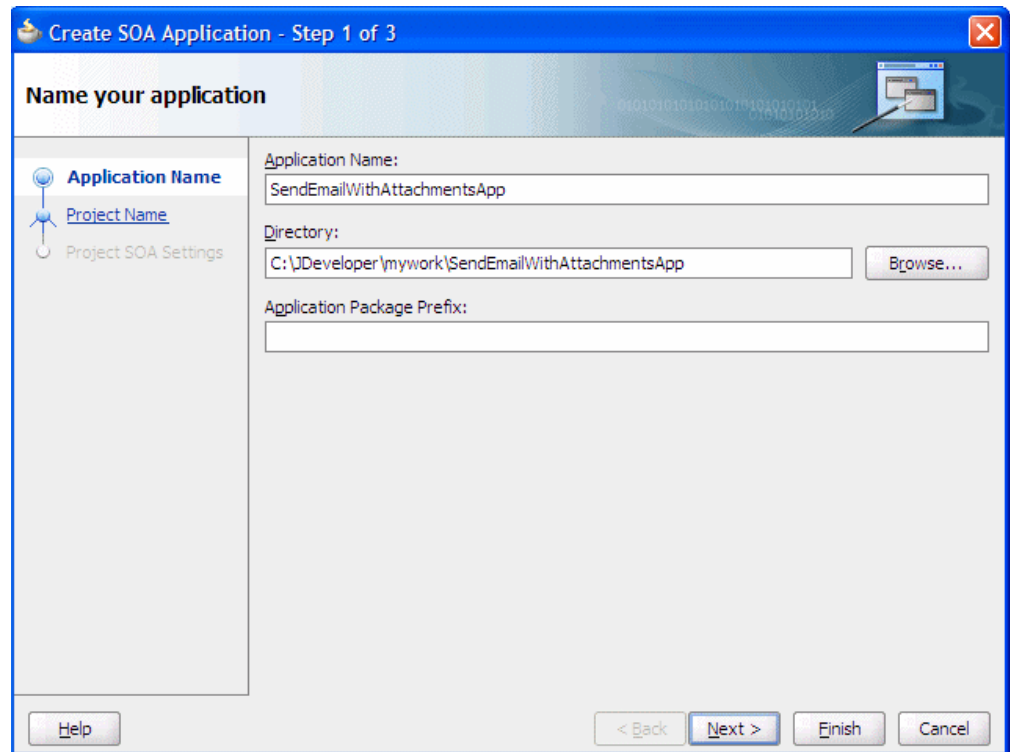 Create SOA Application - Step 1 of 3
Name your application
Application Name
Project Name
Project SOA Settings
Application Name:
SendEmailWithAttachmentsApp
Directory:
C:\JDeveloper\mywork\SendEmailWithAttachmentsApp
Browse...
Application Package Prefix:
Help
< Back
Next >
Finish
Cancel